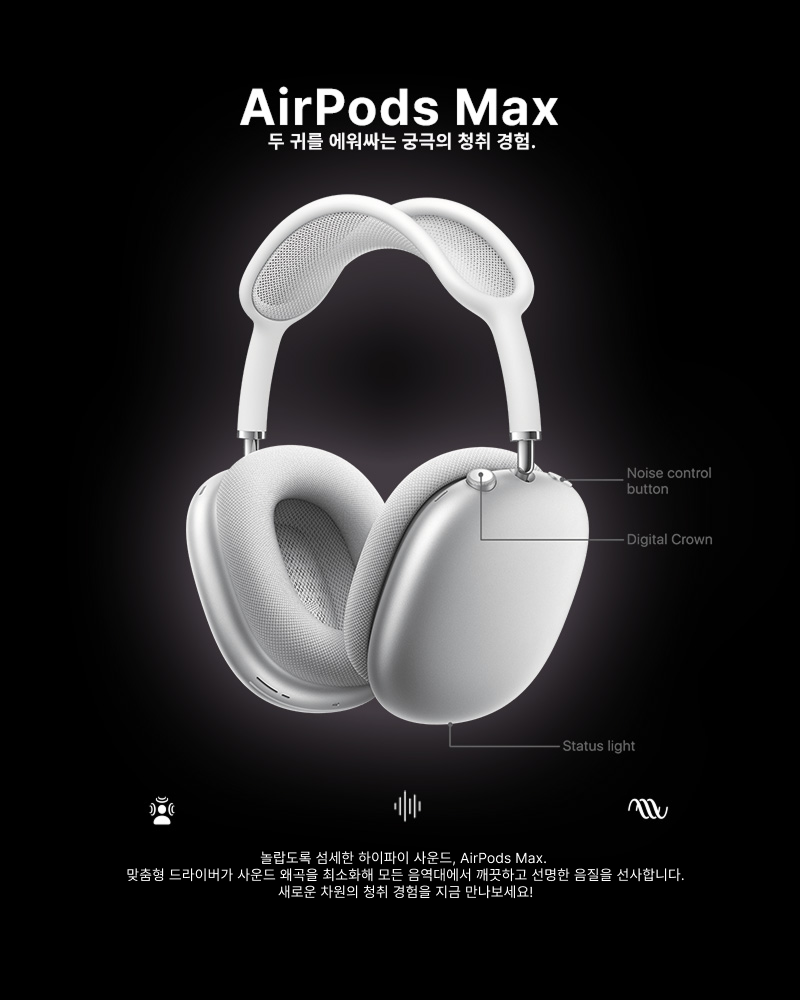 AirPods Max
두 귀를 에워싸는 궁극의 청취 경험.
Noise control
button
Digital Crown
Status light
놀랍도록 섬세한 하이파이 사운드, AirPods Max.
맞춤형 드라이버가 사운드 왜곡을 최소화해 모든 음역대에서 깨끗하고 선명한 음질을 선사합니다.
새로운 차원의 청취 경험을 지금 만나보세요!